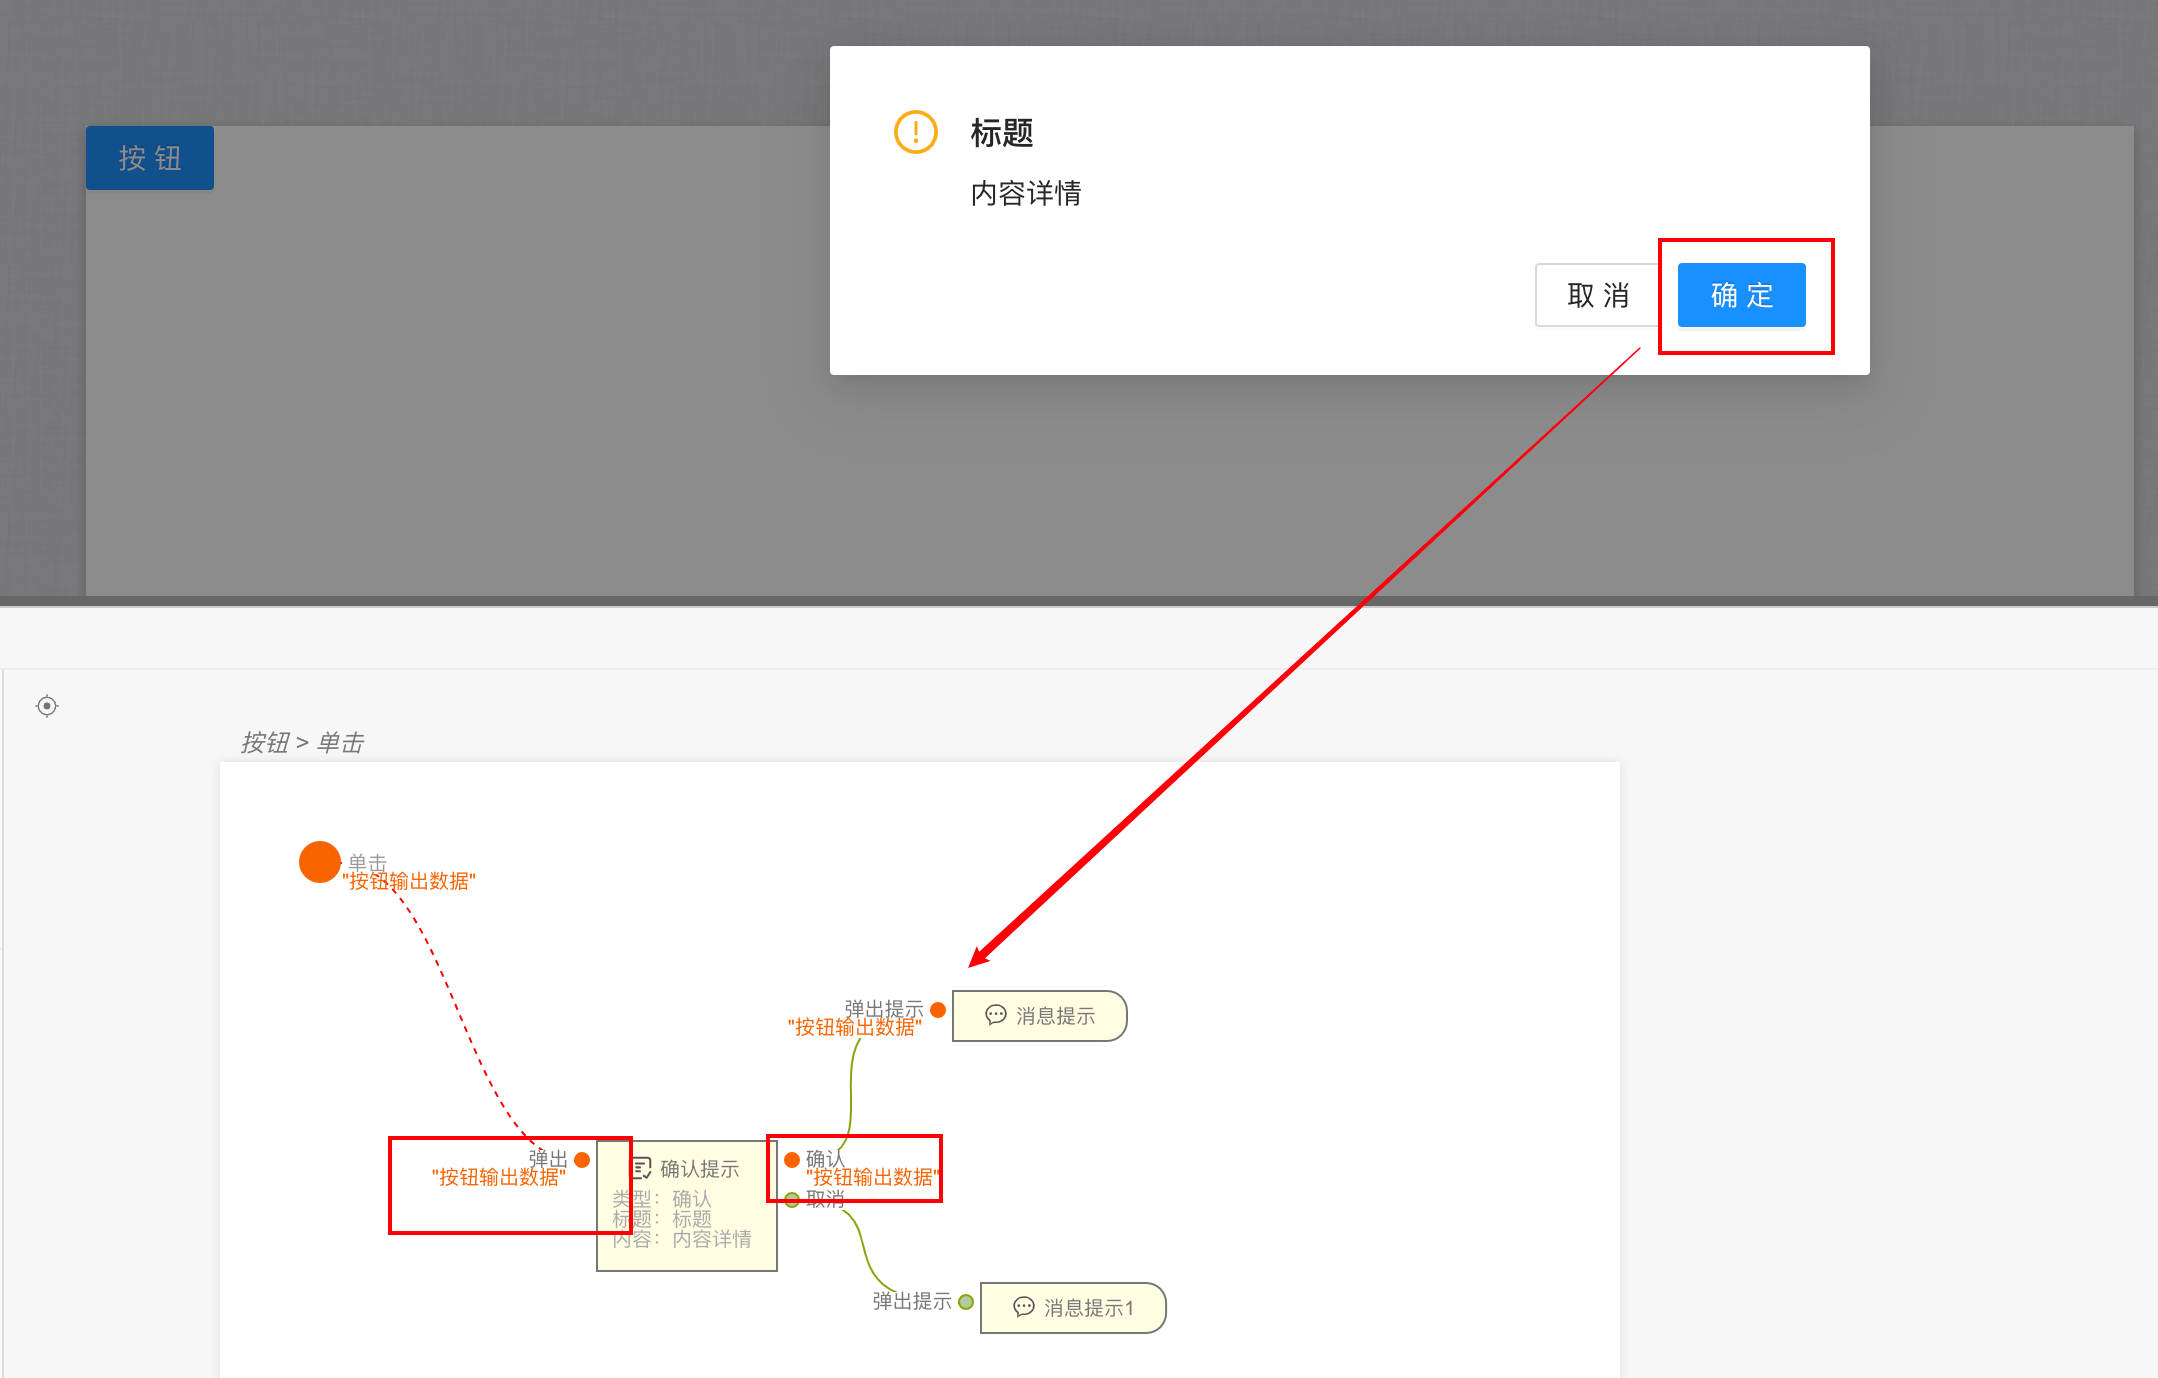 按 钮
标题
内容详情
取 消
确 定
按钮 > 单击
单击
"按钮输出数据"
弹出提示
"按钮输出数据"
消息提示
弹出
"按钮输出数据"
确认提示
类型：确认
标题：标题
内容：内容详情
确认
"按钮输出数据"
取消
弹出提示
消息提示1